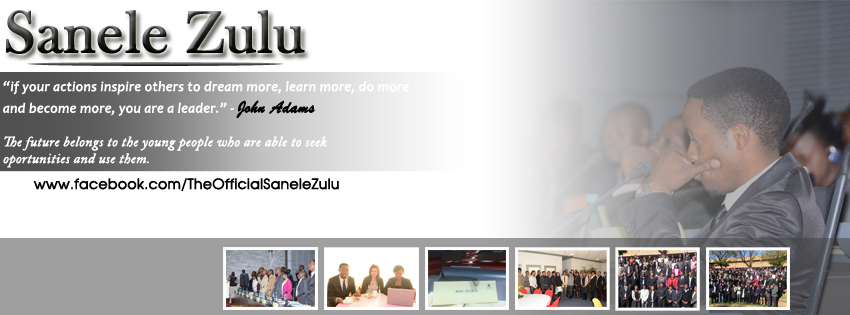 Sanele Zulu
“if your actions inspire others to dream more, learn more, do more
and become more, you are a leader.” - John Adams
The future belongs to the young people who are able to seek
oportunities and use them.
www.facebook.com/TheOfficialSaneleZulu